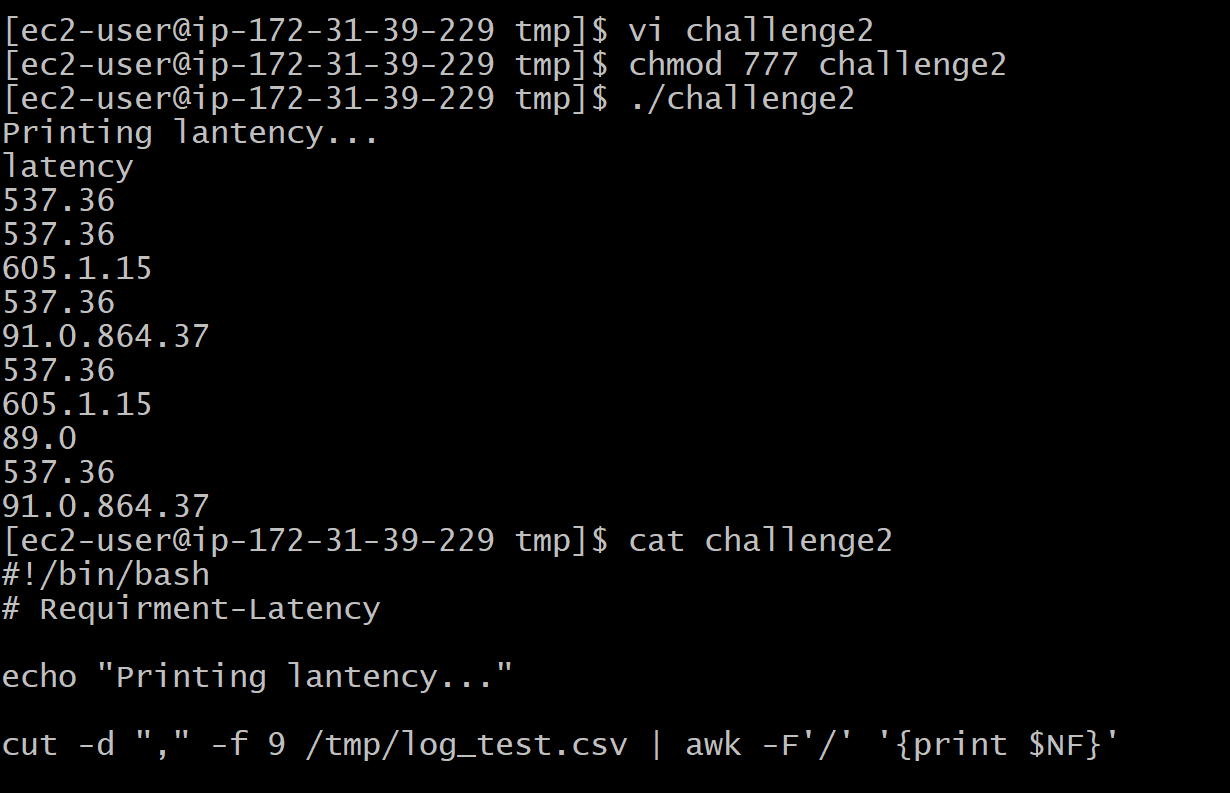 [ec2-user@ip-172-31-39-229 tmp]$ vi challenge2
[ec2-user@ip-172-31-39-229 tmp]$ chmod 777 challenge2
[ec2-user@ip-172-31-39-229 tmp]$ ./challenge2
Printing lantency...
latency
537.36
537.36
605.1.15
537.36
91.0.864.37
537.36
605.1.15
89.0
537.36
91.0.864.37
[ec2-user@ip-172-31-39-229 tmp]$ cat challenge2
#!/bin/bash
# Requirment-Latency
echo "Printing lantency..."
cut -d "," -f 9 /tmp/log_test.csv | awk -F'/' '{print $NF}'